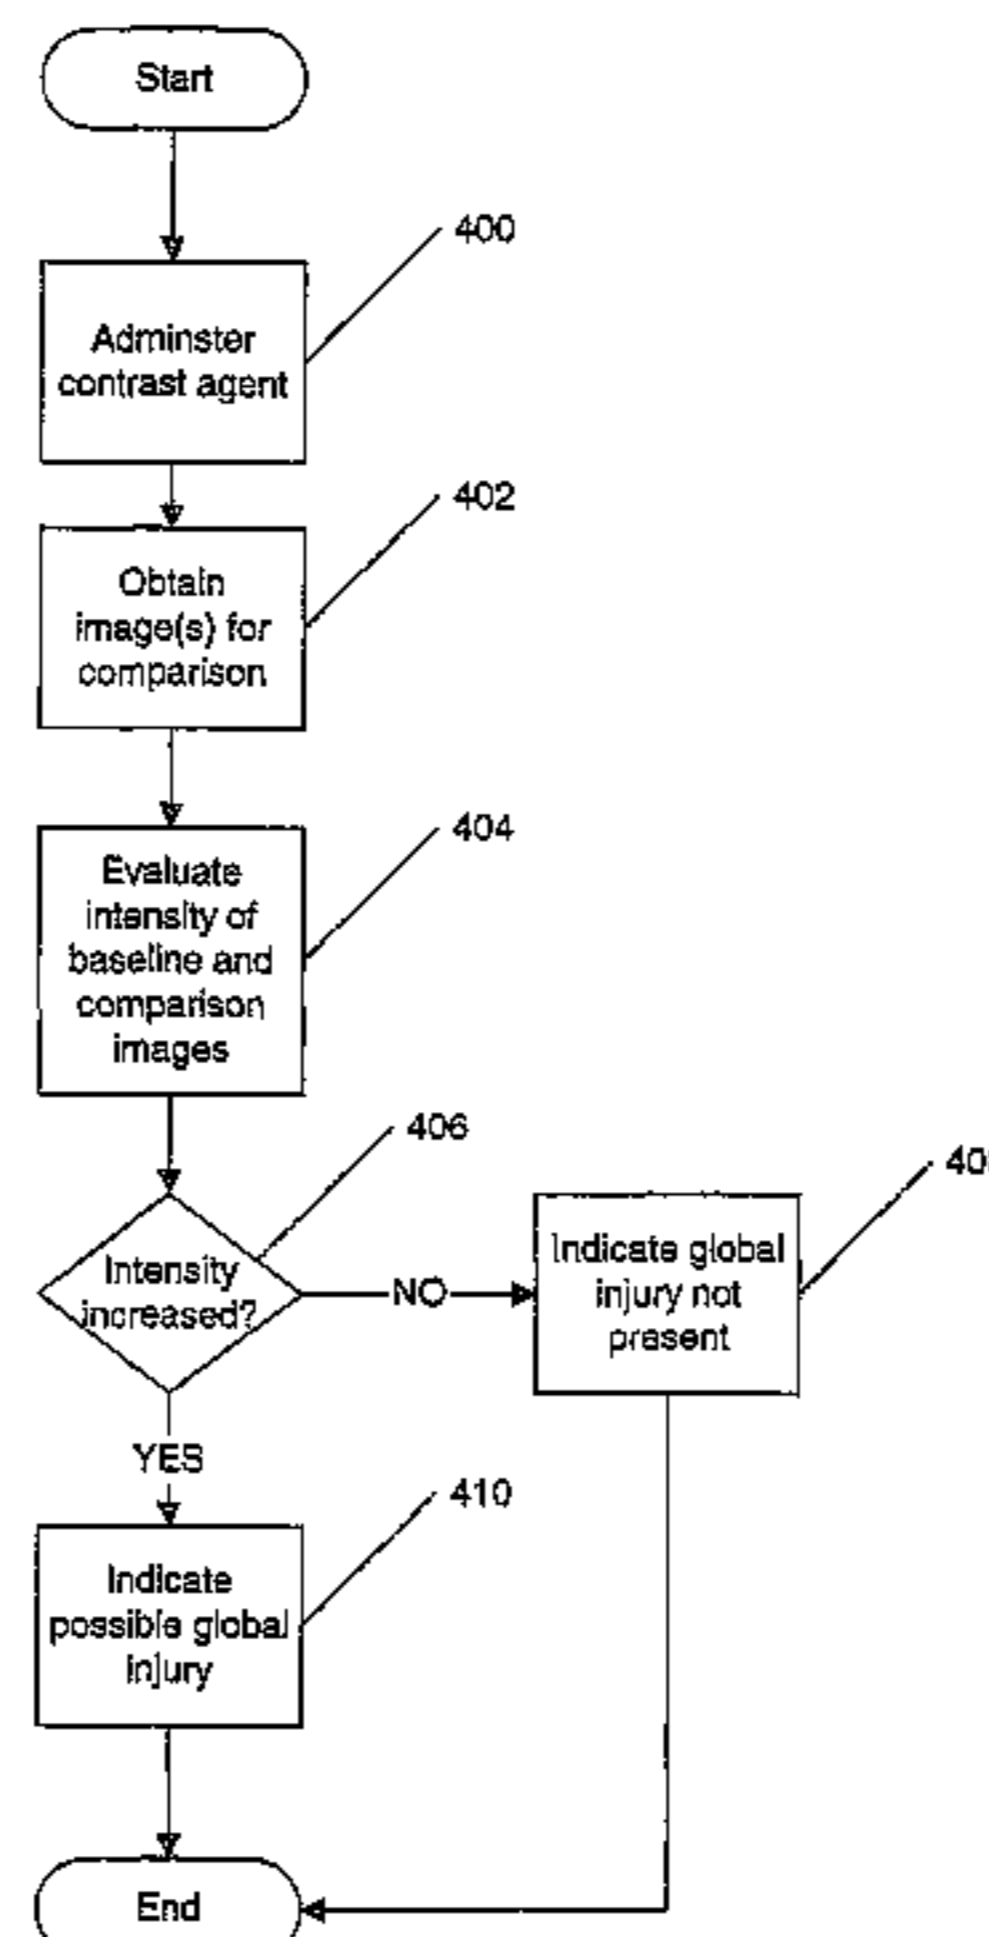 Start
400
Adminster
contrast agent
402
Obtain
image(s) for
comparison
404
Evaluate
intensity of
baseline and
comparison
images
406
Intensity
increased?
NO
Indicate global
injury not
present
YES
410
Indicate
possible global
injury
End